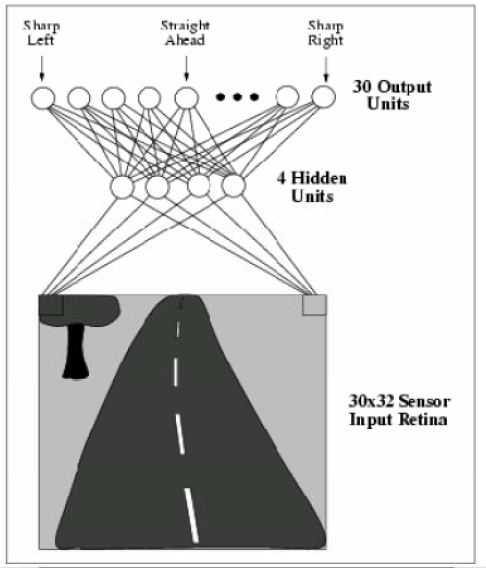 Sharp
Left
Straight
Ahead
Sharp
Right
30 Output
Units
4 Hidden
Units
30x32 Sensor
Input Retina